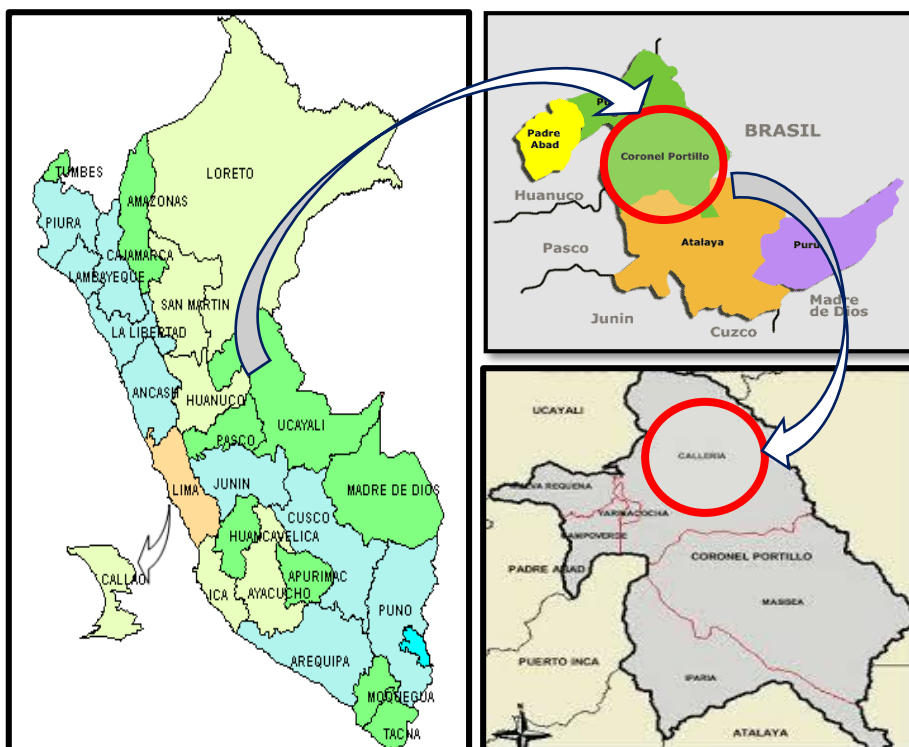 TUMBES
LORETO
PIURA
AMAZONAS
CAJAMARCA
LAMBAYEQUE
SAN MARTIN
LA LIBERTAD
ANCASH
HUANUCO
UCAYALI
PASCO
LIMA
JUNIN
MADRE DE DIOS
CUSCO
HUANCAVELICA
CALLAO
ICA
AYACUCHO
APURIMAC
PUNO
AREQUIPA
MOQUEGUA
TACNA
Padre
Abad
BRASIL
Coronel Portillo
Huanuco
Atalaya
Pasco
Junin
Madre
de Dios
Cuzco
UCAYALI
CALLERIA
REQUENA
YARINACOCHA
CAMPOVERDE
CORONEL PORTILLO
PADRE ABAD
MASISEA
PUERTO INCA
IPARIA
ATALAYA